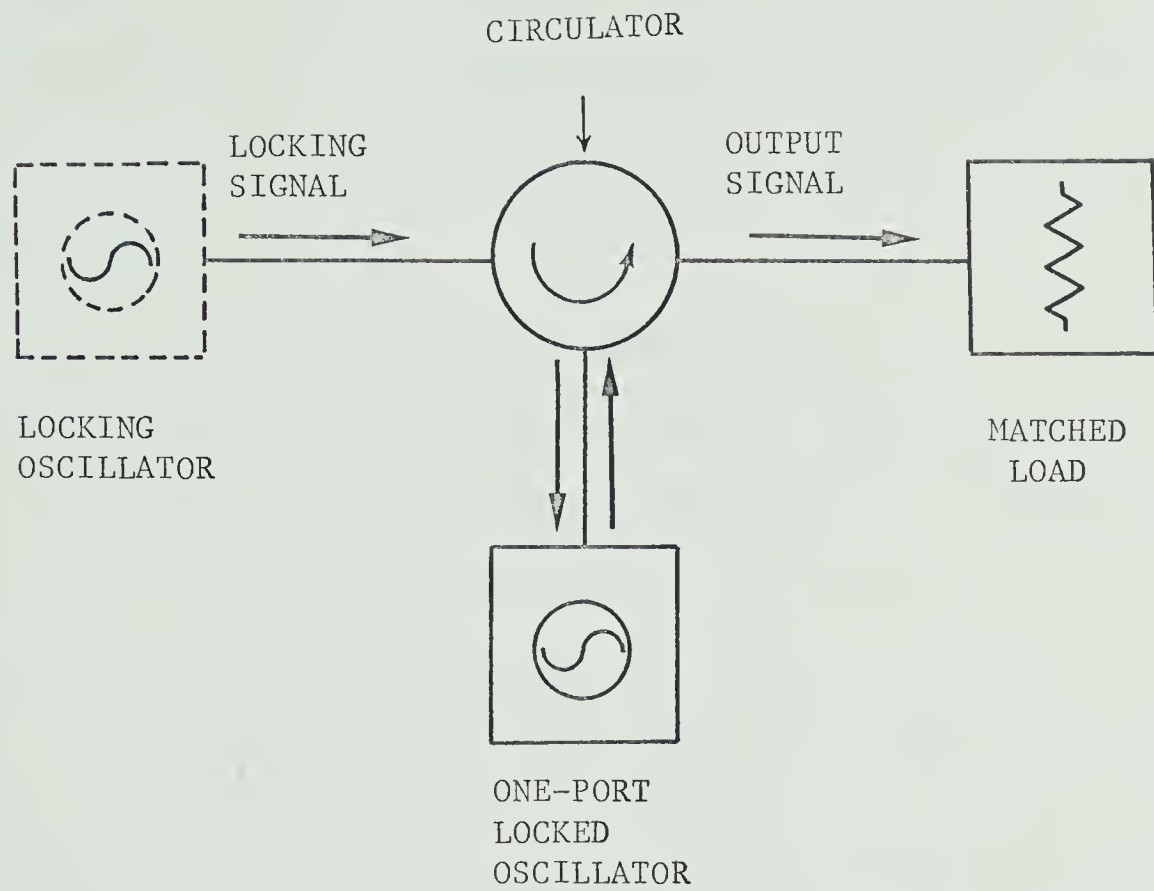 CIRCULATOR
LOCKING
SIGNAL
OUTPUT
SIGNAL
LOCKING
OSCILLATOR
MATCHED
LOAD
ONE-PORT
LOCKED
OSCILLATOR